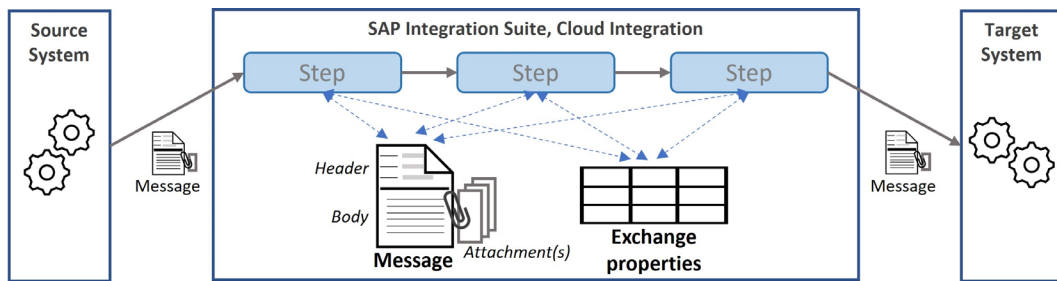 Source
System
SAP Integration Suite, Cloud Integration
Target
System
Step
Step
Step
Message
Header
Body
Attachment(s)
Message
Exchange
properties
Message